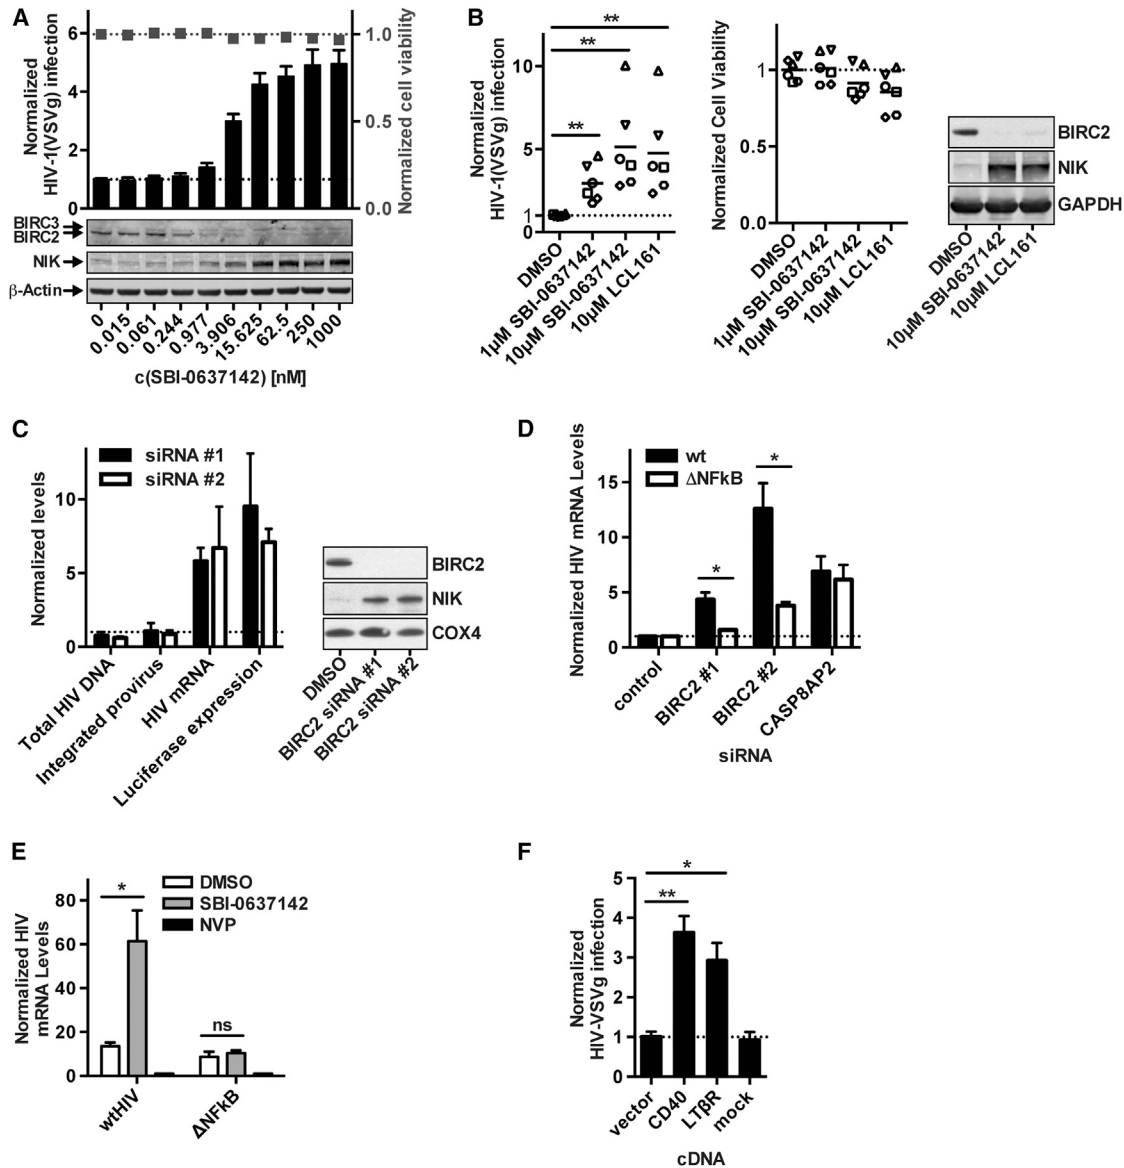 A
Normalized
HIV-1(VSVg) infection
6
4
2
0
1.0
0.5
0.0
Normalized cell viability
BIRC3
BIRC2
NIK
β-Actin
0
0.015
0.061
0.244
0.977
3.906
15.625
62.5
250
1000
c(SBI-0637142) [nM]
B
Normalized
HIV-1(VSVg) infection
10
5
1
0
**
**
**
DMSO
1µM SBI-0637142
10µM SBI-0637142
10µM LCL161
Normalized Cell Viability
1
0.5
0.0
DMSO
1µM SBI-0637142
10µM SBI-0637142
10µM LCL161
BIRC2
NIK
GAPDH
DMSO
10µM SBI-0637142
10µM LCL161
C
Normalized levels
10
5
0
siRNA #1
siRNA #2
Total HIV DNA
Integrated provirus
HIV mRNA
Luciferase expression
BIRC2
NIK
COX4
DMSO
BIRC2 siRNA #1
BIRC2 siRNA #2
D
Normalized HIV mRNA Levels
15
10
5
0
wt
ΔNFkB
*
*
control
BIRC2 #1
BIRC2 #2
CASP8AP2
siRNA
E
Normalized HIV
mRNA Levels
80
60
40
20
0
DMSO
SBI-0637142
NVP
*
ns
wtHIV
ΔNFkB
F
Normalized
HIV-VSVg infection
5
4
3
2
1
0
*
**
vector
CD40
LTβR
mock
cDNA